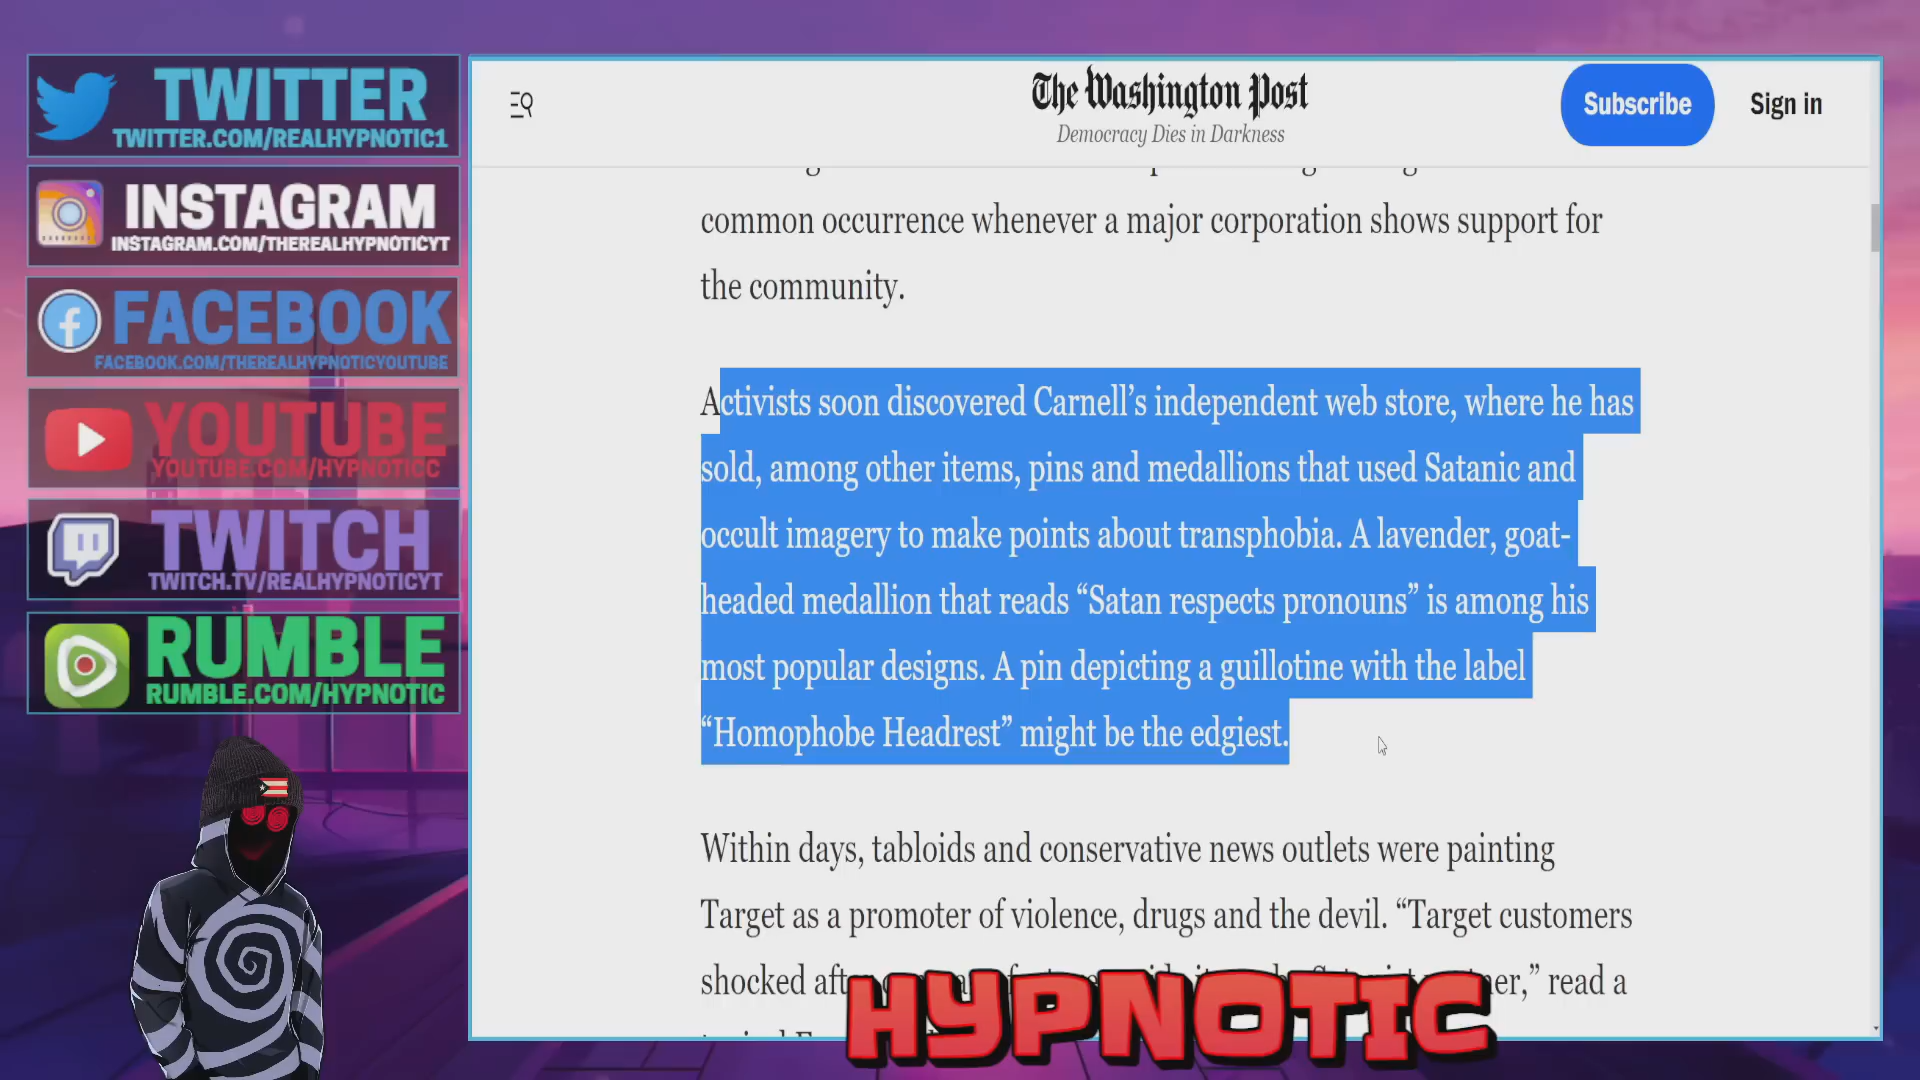 TWITTER
TWITTER.COM/REALHYPNOTIC1
INSTAGRAM
INSTAGRAM.COM/THEREALHYPNOTICYT
FACEBOOK
FACEBOOK.COM/THEREALHYPNOTICYOUTUBE
YOUTUBE
YOUTUBE.COM/HYPNOTICC
TWITCH
TWITCH.TV/REALHYPNOTICYT
RUMBLE
RUMBLE.COM/HYPNOTIC
The Washington Post
Democracy Dies in Darkness
Subscribe
Sign in
common occurrence whenever a major corporation shows support for
the community.
Activists soon discovered Carnell’s independent web store, where he has
sold, among other items, pins and medallions that used Satanic and
occult imagery to make points about transphobia. A lavender, goat-
headed medallion that reads “Satan respects pronouns” is among his
most popular designs. A pin depicting a guillotine with the label
“Homophobe Headrest” might be the edgiest.
Within days, tabloids and conservative news outlets were painting
Target as a promoter of violence, drugs and the devil. “Target customers
shocked read a
HYPNOTIC